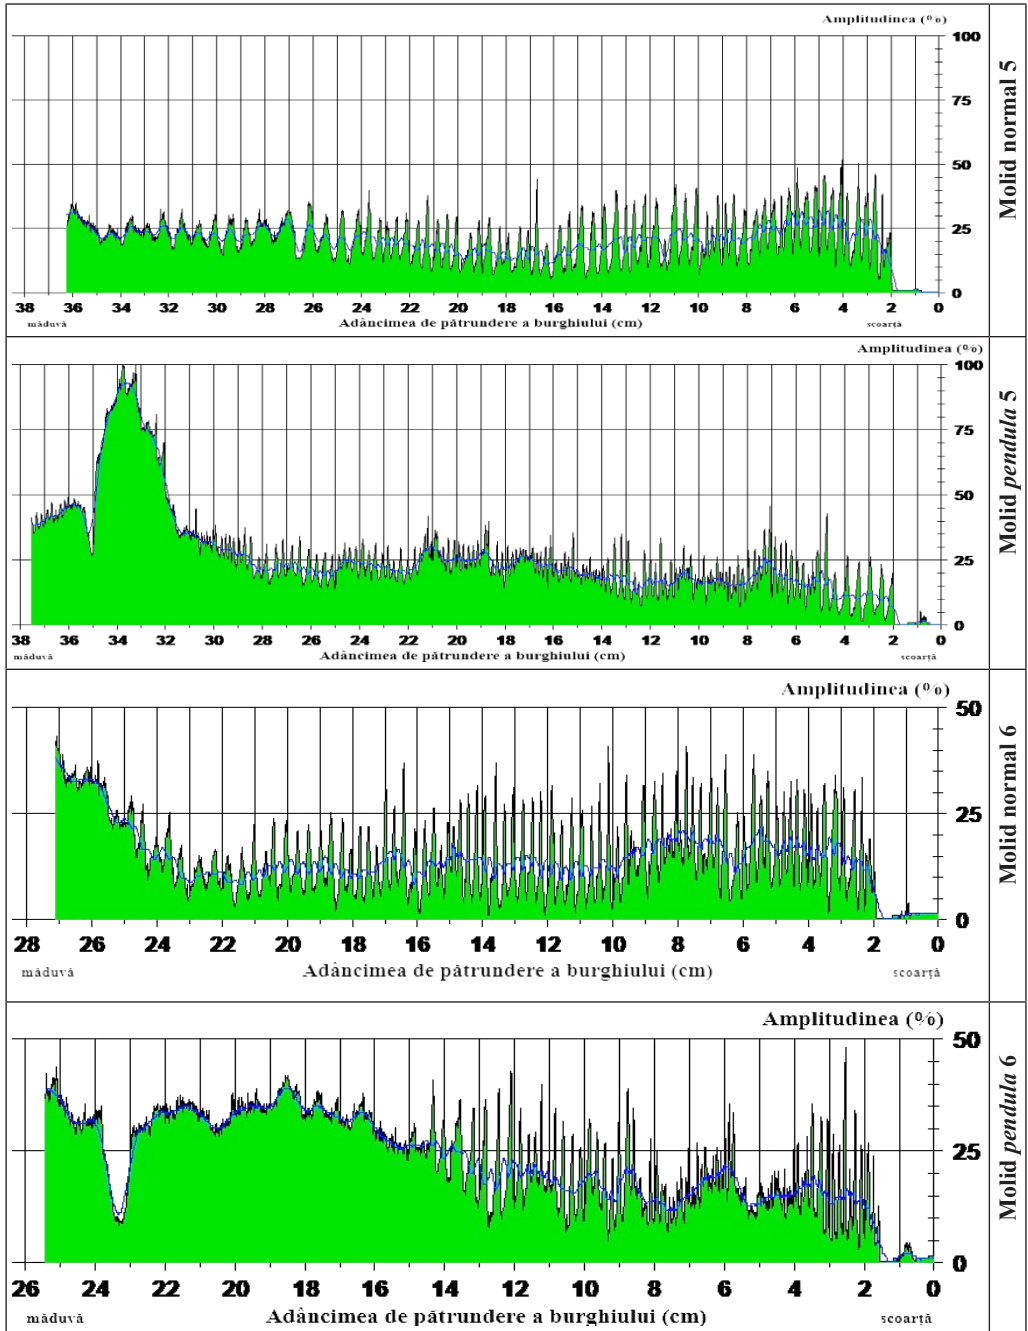 Amplitudinea (%)
100
75
50
25
0
38 36 34 32 30 28 26 24 22 20 18 16 14 12 10 8 6 4 2 0
măduvă Adâncimea de pătrundere a burghiului (cm) scoarță
Molid normal 5
Amplitudinea (%)
100
75
50
25
0
38 36 34 32 30 28 26 24 22 20 18 16 14 12 10 8 6 4 2 0
măduvă Adâncimea de pătrundere a burghiului (cm) scoarță
Molid pendula 5
Amplitudinea (%)
50
25
0
28 26 24 22 20 18 16 14 12 10 8 6 4 2 0
măduvă Adâncimea de pătrundere a burghiului (cm) scoarță
Molid normal 6
Amplitudinea (%)
50
25
0
26 24 22 20 18 16 14 12 10 8 6 4 2 0
măduvă Adâncimea de pătrundere a burghiului (cm) scoarță
Molid pendula 6